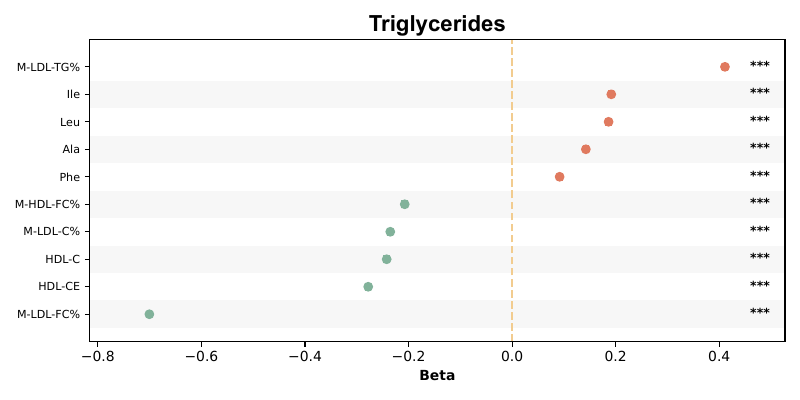 Triglycerides
M-LDL-TG% ***
Ile ***
Leu ***
Ala ***
Phe ***
M-HDL-FC% ***
M-LDL-C% ***
HDL-C ***
HDL-CE ***
M-LDL-FC% ***
−0.8 −0.6 −0.4 −0.2 0.0 0.2 0.4
Beta